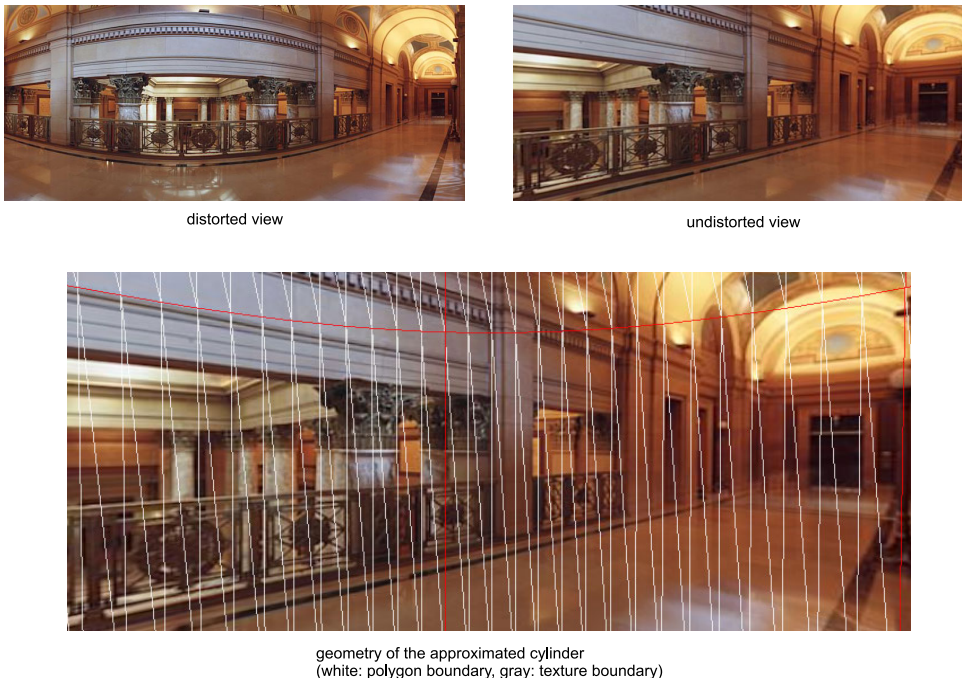 distorted view
undistorted view
geometry of the approximated cylinder
(white: polygon boundary, gray: texture boundary)